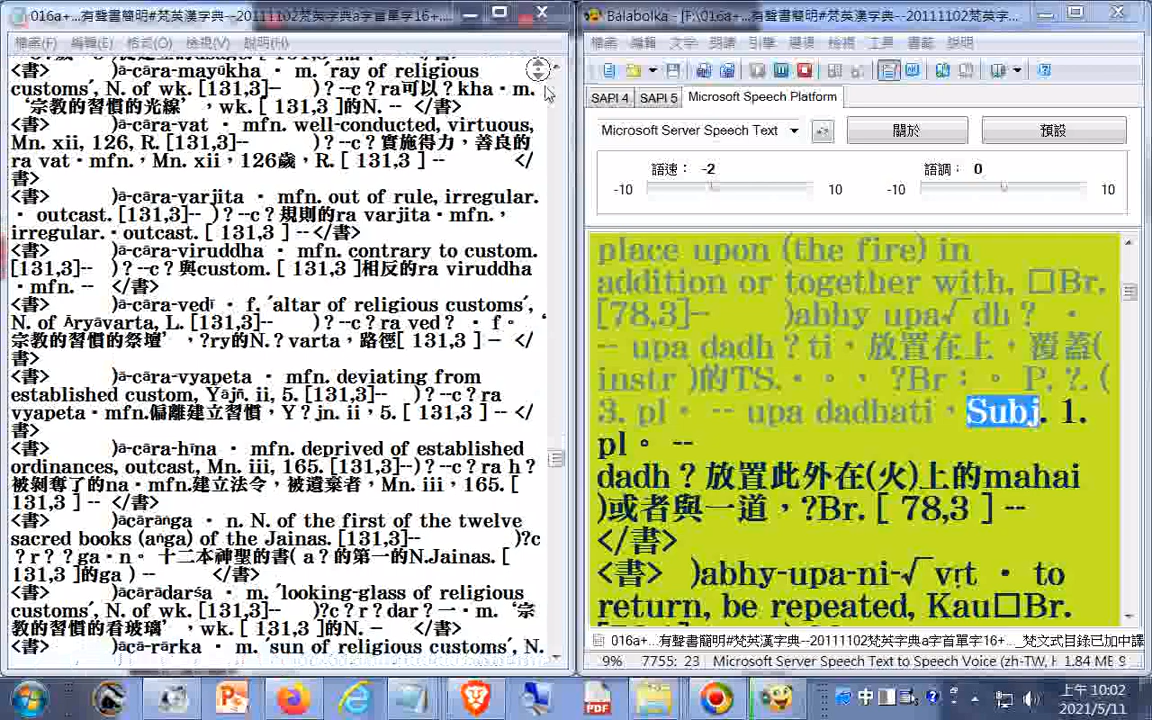 016a+...有聲書簡明#梵英漢字典--20111102梵英字典a字首單字16+...
檔案(F) 編輯(E) 格式(O) 檢視(V) 說明(H)
<書> )ā-cāra-mayūkha • m. ´ray of religious
customs´, N. of wk. [131,3]-- )? --c?ra可以?kha•m.
‘宗教的習慣的光線’，wk. [ 131,3 ]的N. -- </書>
<書> )ā-cāra-vat • mfn. well-conducted, virtuous,
Mn. xii, 126, R. [131,3]-- )? --c?實施得力，善良的
ra vat•mfn.，Mn. xii，126歲，R. [ 131,3 ] -- </
書>
<書> )ā-cāra-varjita • mfn. out of rule, irregular.
• outcast. [131,3]-- )? --c?規則的ra varjita•mfn.，
irregular.•outcast. [ 131,3 ] --</書>
<書> )ā-cāra-viruddha • mfn. contrary to custom.
[131,3]-- )? --c?與custom. [ 131,3 ]相反的ra viruddha
•mfn. -- </書>
<書> )ā-cāra-vedī • f. ´altar of religious customs´,
N. of Āryāvarta, L. [131,3]-- )? --c?ra ved? • f。‘
宗教的習慣的祭壇’，?ry的N.? varta，路徑[ 131,3 ] -- </
書>
<書> )ā-cāra-vyapeta • mfn. deviating from
established custom, Yājñ. ii, 5. [131,3]-- )? --c?ra
vyapeta•mfn.偏離建立習慣，Y?jn. ii，5. [ 131,3 ] -- </
書>
<書> )ā-cāra-hīna • mfn. deprived of established
ordinances, outcast, Mn. iii, 165. [131,3]--)? --c?ra h?
被剝奪了的na•mfn.建立法令，被遺棄者，Mn. iii，165. [
131,3 ] -- </書>
<書> )ācārāṅga • n. N. of the first of the twelve
sacred books (aṅga) of the Jainas. [131,3]-- )?c
?r??ga•n。 十二本神聖的書( a?的第一的N.Jainas. [
131,3 ]的ga ) -- </書>
<書> )ācārādarśa • m. ´looking-glass of religious
customs´, N. of wk. [131,3]-- )?c?r?dar?一•m.‘宗
教的習慣的看玻璃’，wk. [ 131,3 ]的N. -- </書>
<書> )ācā-rārka • m. ´sun of religious customs´, N.
Balabolka - [F:\016a+...有聲書簡明#梵英漢字典--20111102梵英字...
檔案 編輯 文字 朗讀 引擎 選項 檢視 工具 書籤 說明
SAPI 4 SAPI 5 Microsoft Speech Platform
Microsoft Server Speech Text 關於 預設
語速： -2 語調： 0
-10 10 -10 10
place upon (the fire) in
addition or together with, □Br.
[78,3]-- )abhy upa√ dh ? •
-- upa dadh ? ti，放置在上，覆蓋(
instr )的TS.•。，?Br：。P. ?. (
3. pl• -- upa dadhati，Subj. 1.
pl。 --
dadh ? 放置此外在(火)上的mahai
)或者與一道，?Br. [ 78,3 ] --
</書>
<書> )abhy-upa-ni-√ vṛt • to
return, be repeated, Kau□Br.
016a+...有聲書簡明#梵英漢字典--20111102梵英字典a字首單字16+..._梵文式目錄已加中譯
9% 7755: 23 Microsoft Server Speech Text to Speech Voice (zh-TW, H 1.84 MB 9
中
上午 10:02
2021/5/11